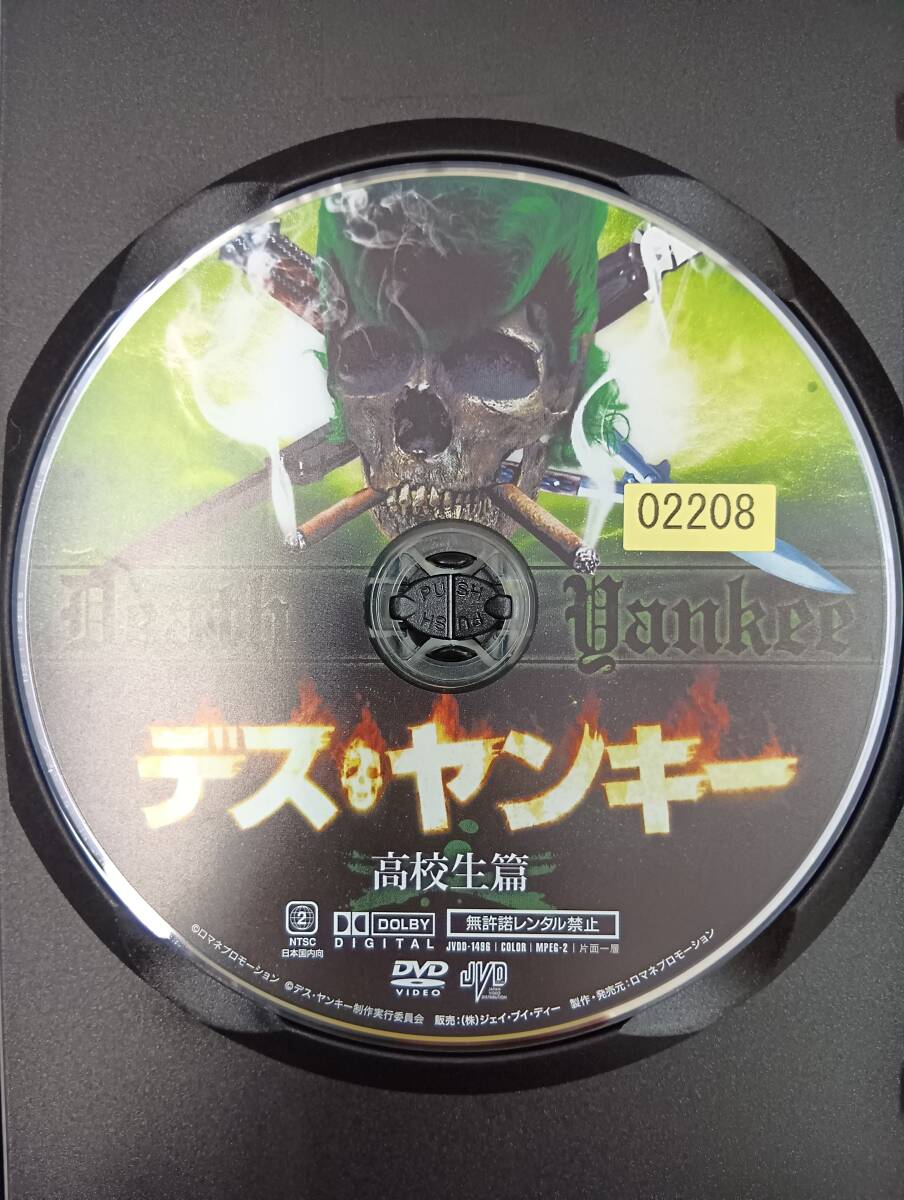 02208
PUSH
PUSH
Death Yankee
デス・ヤンキー
高校生篇
2
NTSC
日本国内向
DOLBY
DIGITAL
無許諾レンタル禁止
JVDD-1496 | COLOR | MPEG-2 | 片面一層
DVD
VIDEO
JVD
JAPAN VIDEO DISTRIBUTION
©ロマネプロモーション ©デス・ヤンキー制作実行委員会 販売:(株)ジェイ・ブイ・ディー 製作・発売元:ロマネプロモーション